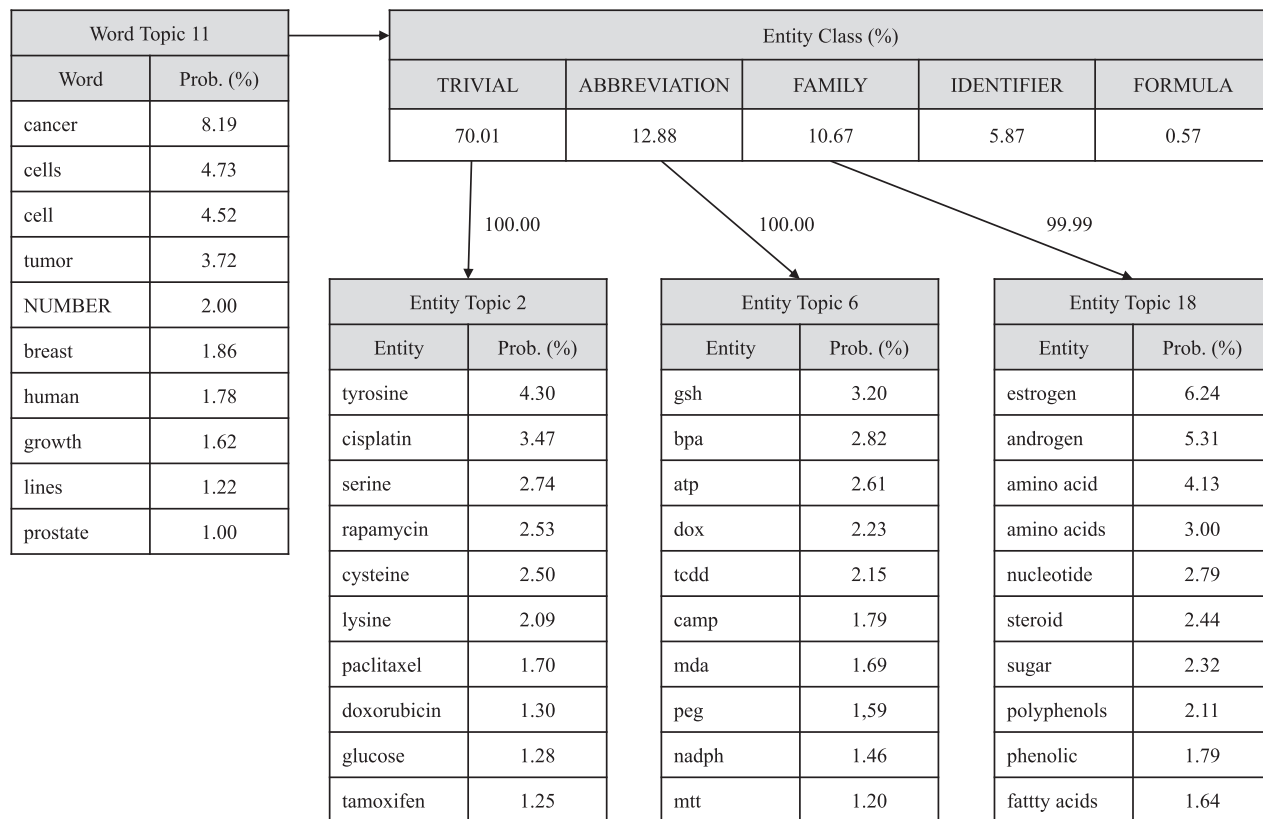 Word Topic 11
Word Prob. (%)
cancer 8.19
cells 4.73
cell 4.52
tumor 3.72
NUMBER 2.00
breast 1.86
human 1.78
growth 1.62
lines 1.22
prostate 1.00
Entity Class (%)
TRIVIAL ABBREVIATION FAMILY IDENTIFIER FORMULA
70.01 12.88 10.67 5.87 0.57
100.00 100.00 99.99
Entity Topic 2
Entity Prob. (%)
tyrosine 4.30
cisplatin 3.47
serine 2.74
rapamycin 2.53
cysteine 2.50
lysine 2.09
paclitaxel 1.70
doxorubicin 1.30
glucose 1.28
tamoxifen 1.25
Entity Topic 6
Entity Prob. (%)
gsh 3.20
bpa 2.82
atp 2.61
dox 2.23
tcdd 2.15
camp 1.79
mda 1.69
peg 1,59
nadph 1.46
mtt 1.20
Entity Topic 18
Entity Prob. (%)
estrogen 6.24
androgen 5.31
amino acid 4.13
amino acids 3.00
nucleotide 2.79
steroid 2.44
sugar 2.32
polyphenols 2.11
phenolic 1.79
fattty acids 1.64